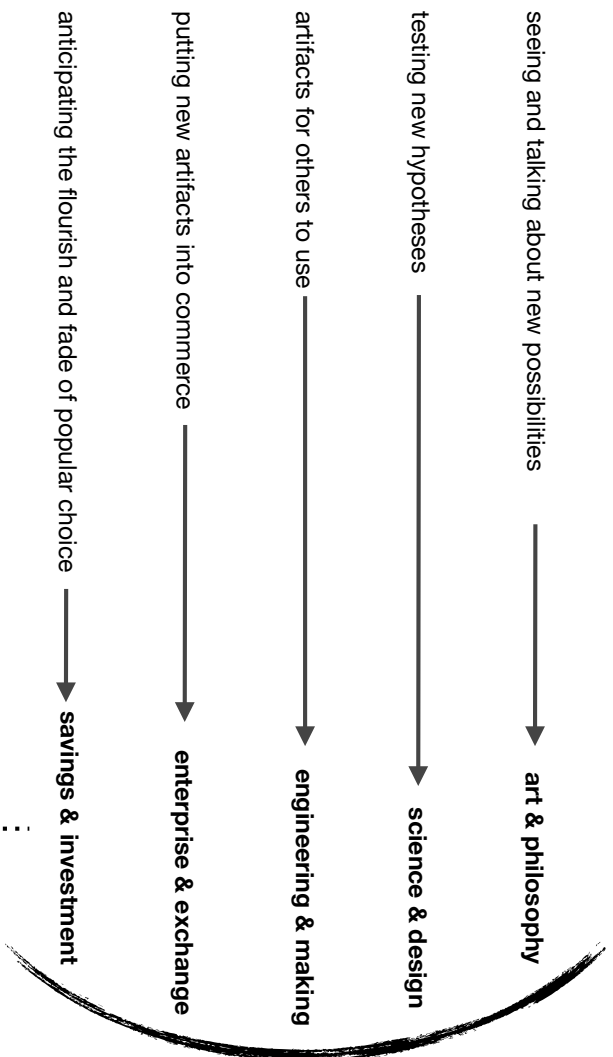 seeing and talking about new possibilities art & philosophy
testing new hypotheses science & design
artifacts for others to use engineering & making
putting new artifacts into commerce enterprise & exchange
anticipating the flourish and fade of popular choice savings & investment